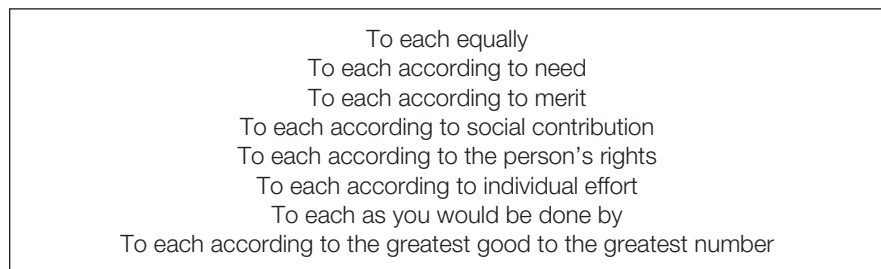 To each equally
To each according to need
To each according to merit
To each according to social contribution
To each according to the person’s rights
To each according to individual effort
To each as you would be done by
To each according to the greatest good to the greatest number